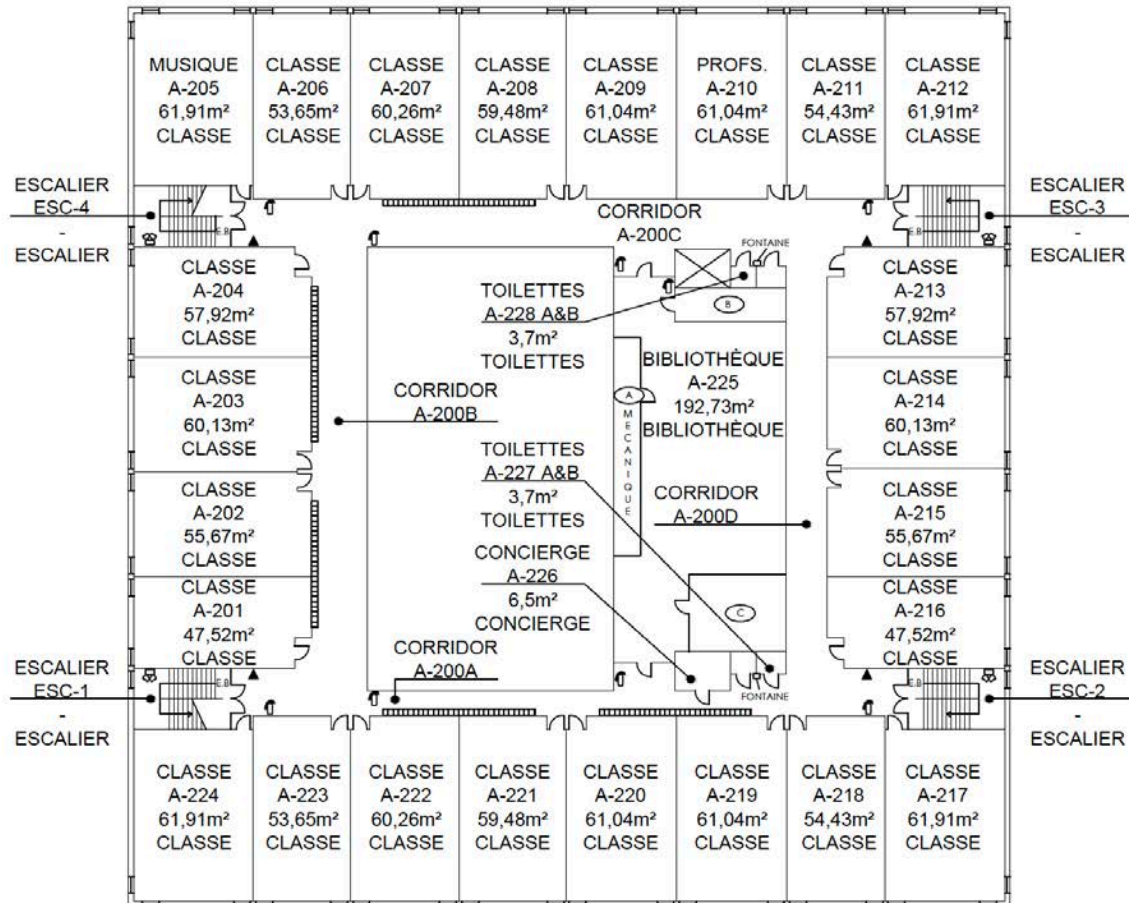 MUSIQUE
A-205
61,91m²
CLASSE
CLASSE
A-206
53,65m²
CLASSE
CLASSE
A-207
60,26m²
CLASSE
CLASSE
A-208
59,48m²
CLASSE
CLASSE
A-209
61,04m²
CLASSE
PROFS.
A-210
61,04m²
CLASSE
CLASSE
A-211
54,43m²
CLASSE
CLASSE
A-212
61,91m²
CLASSE
ESCALIER
ESC-4
-
ESCALIER
E.B
CORRIDOR
A-200C
FONTAINE
E.B
ESCALIER
ESC-3
-
ESCALIER
CLASSE
A-204
57,92m²
CLASSE
TOILETTES
A-228 A&B
3,7m²
TOILETTES
B
CLASSE
A-213
57,92m²
CLASSE
CLASSE
A-203
60,13m²
CLASSE
CORRIDOR
A-200B
A
MECANIQUE
BIBLIOTHÈQUE
A-225
192,73m²
BIBLIOTHÈQUE
CLASSE
A-214
60,13m²
CLASSE
TOILETTES
A-227 A&B
3,7m²
TOILETTES
CLASSE
A-202
55,67m²
CLASSE
CORRIDOR
A-200D
CLASSE
A-215
55,67m²
CLASSE
CONCIERGE
A-226
6,5m²
CONCIERGE
C
CLASSE
A-201
47,52m²
CLASSE
CLASSE
A-216
47,52m²
CLASSE
CORRIDOR
A-200A
FONTAINE
ESCALIER
ESC-1
-
ESCALIER
E.B
E.B
ESCALIER
ESC-2
-
ESCALIER
CLASSE
A-224
61,91m²
CLASSE
CLASSE
A-223
53,65m²
CLASSE
CLASSE
A-222
60,26m²
CLASSE
CLASSE
A-221
59,48m²
CLASSE
CLASSE
A-220
61,04m²
CLASSE
CLASSE
A-219
61,04m²
CLASSE
CLASSE
A-218
54,43m²
CLASSE
CLASSE
A-217
61,91m²
CLASSE